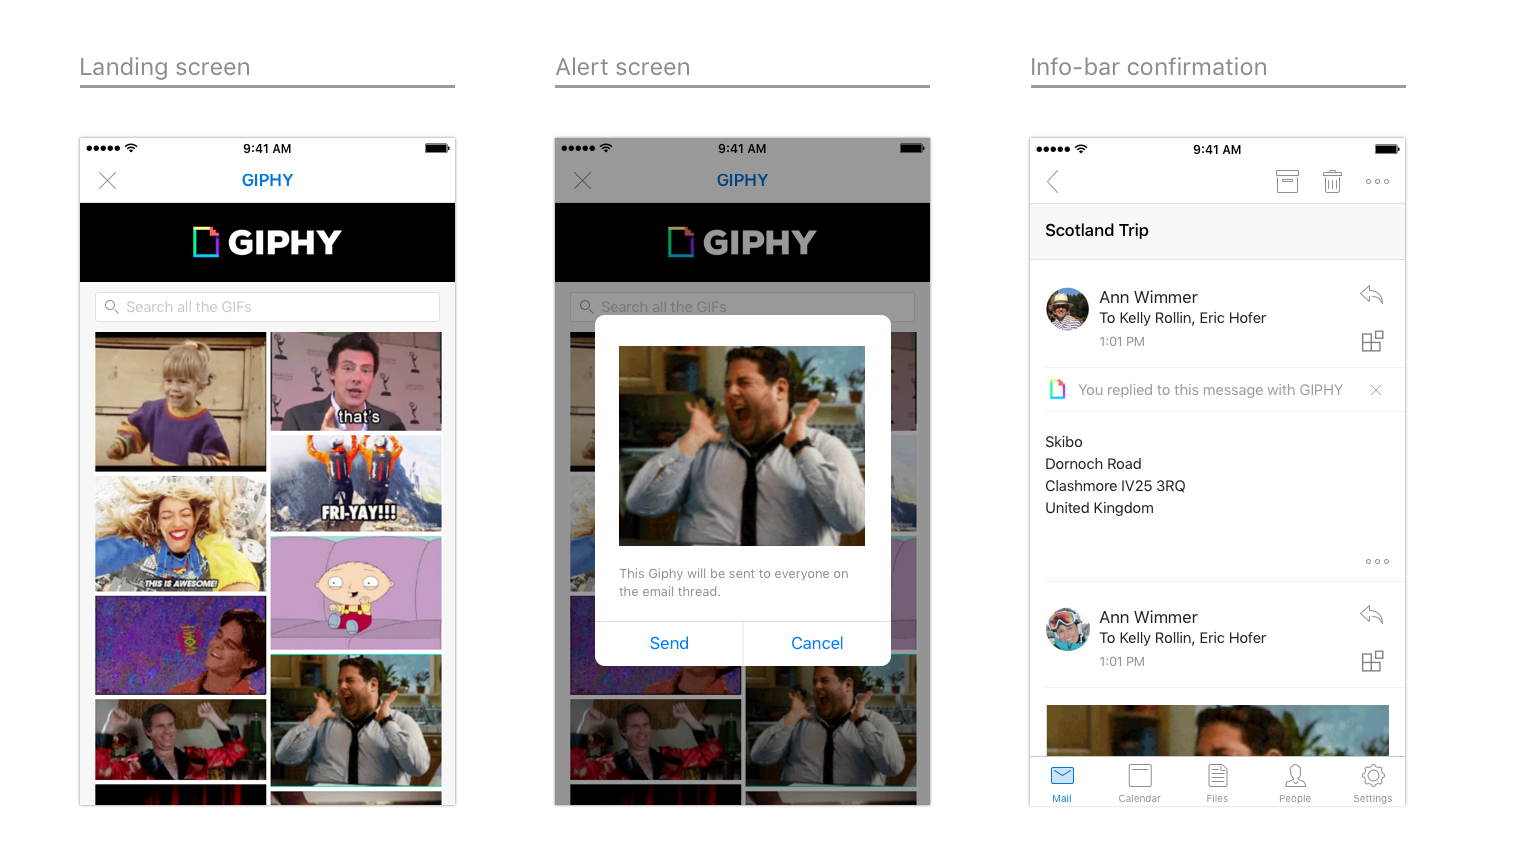 Landing screen
9:41 AM
GIPHY
GIPHY
Search all the GIFs
that's
FRI-YAY!!!
THIS IS AWESOME!
Alert screen
9:41 AM
GIPHY
GIPHY
Search all the GIFs
This Giphy will be sent to everyone on
the email thread.
Send
Cancel
Info-bar confirmation
9:41 AM
Scotland Trip
Ann Wimmer
To Kelly Rollin, Eric Hofer
1:01 PM
You replied to this message with GIPHY
Skibo
Dornoch Road
Clashmore IV25 3RQ
United Kingdom
Ann Wimmer
To Kelly Rollin, Eric Hofer
1:01 PM
Mail
Calendar
Files
People
Settings